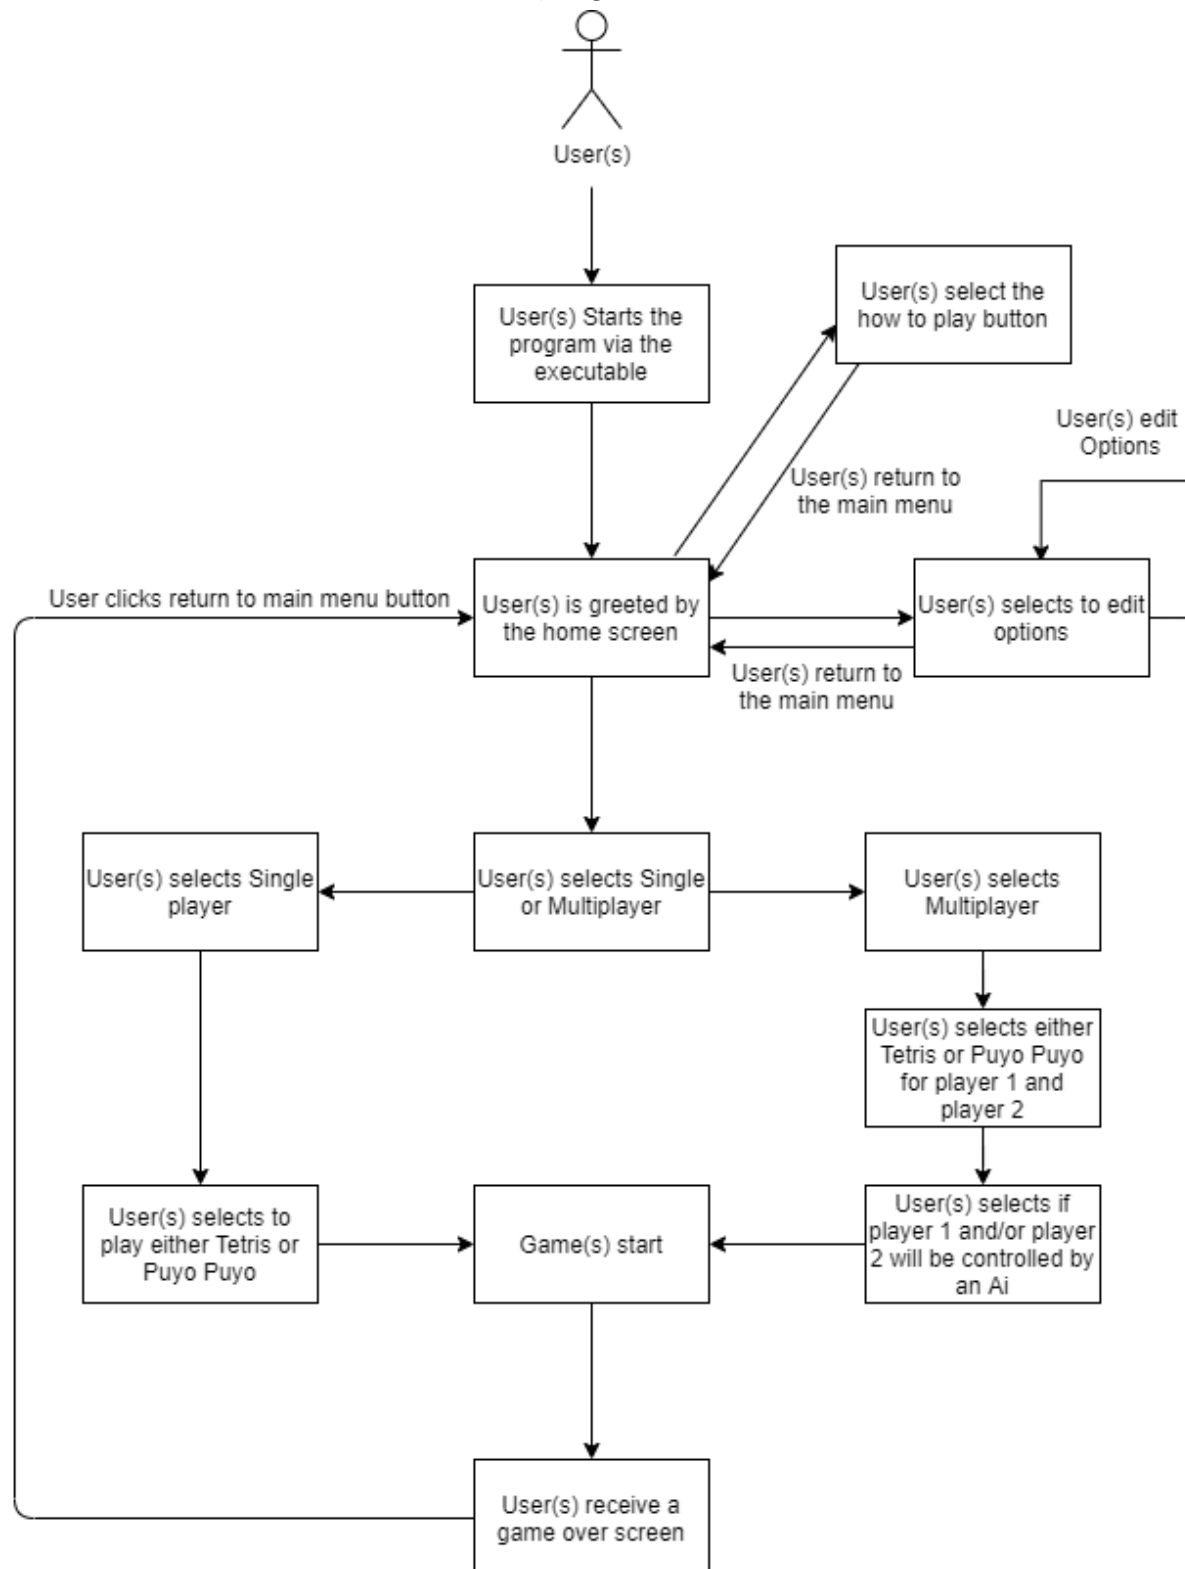 User(s)
User(s) Starts the
program via the
executable
User(s) select the
how to play button
User(s) edit
Options
User(s) return to
the main menu
User clicks return to main menu button
User(s) is greeted by
the home screen
User(s) selects to edit
options
User(s) return to
the main menu
User(s) selects Single
player
User(s) selects Single
or Multiplayer
User(s) selects
Multiplayer
User(s) selects either
Tetris or Puyo Puyo
for player 1 and
player 2
User(s) selects to
play either Tetris or
Puyo Puyo
Game(s) start
User(s) selects if
player 1 and/or player
2 will be controlled by
an Ai
User(s) receive a
game over screen